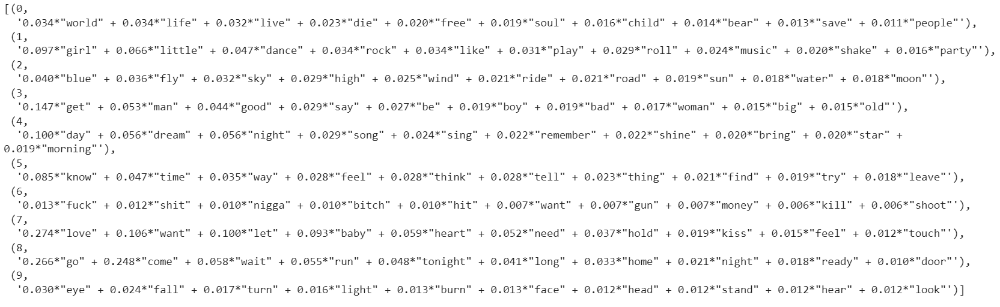 [(0,
'0.034*"world" + 0.034*"life" + 0.032*"live" + 0.023*"die" + 0.020*"free" + 0.019*"soul" + 0.016*"child" + 0.014*"bear" + 0.013*"save" + 0.011*"people"'),
(1,
'0.097*"girl" + 0.066*"little" + 0.047*"dance" + 0.034*"rock" + 0.034*"like" + 0.031*"play" + 0.029*"roll" + 0.024*"music" + 0.020*"shake" + 0.016*"party"'),
(2,
'0.040*"blue" + 0.036*"fly" + 0.032*"sky" + 0.029*"high" + 0.025*"wind" + 0.021*"ride" + 0.021*"road" + 0.019*"sun" + 0.018*"water" + 0.018*"moon"'),
(3,
'0.147*"get" + 0.053*"man" + 0.044*"good" + 0.029*"say" + 0.027*"be" + 0.019*"boy" + 0.019*"bad" + 0.017*"woman" + 0.015*"big" + 0.015*"old"'),
(4,
'0.100*"day" + 0.056*"dream" + 0.056*"night" + 0.029*"song" + 0.024*"sing" + 0.022*"remember" + 0.022*"shine" + 0.020*"bring" + 0.020*"star" +
0.019*"morning"'),
(5,
'0.085*"know" + 0.047*"time" + 0.035*"way" + 0.028*"feel" + 0.028*"think" + 0.028*"tell" + 0.023*"thing" + 0.021*"find" + 0.019*"try" + 0.018*"leave"'),
(6,
'0.013*"fuck" + 0.012*"shit" + 0.010*"nigga" + 0.010*"bitch" + 0.010*"hit" + 0.007*"want" + 0.007*"gun" + 0.007*"money" + 0.006*"kill" + 0.006*"shoot"'),
(7,
'0.274*"love" + 0.106*"want" + 0.100*"let" + 0.093*"baby" + 0.059*"heart" + 0.052*"need" + 0.037*"hold" + 0.019*"kiss" + 0.015*"feel" + 0.012*"touch"'),
(8,
'0.266*"go" + 0.248*"come" + 0.058*"wait" + 0.055*"run" + 0.048*"tonight" + 0.041*"long" + 0.033*"home" + 0.021*"night" + 0.018*"ready" + 0.010*"door"'),
(9,
'0.030*"eye" + 0.024*"fall" + 0.017*"turn" + 0.016*"light" + 0.013*"burn" + 0.013*"face" + 0.012*"head" + 0.012*"stand" + 0.012*"hear" + 0.012*"look"')]